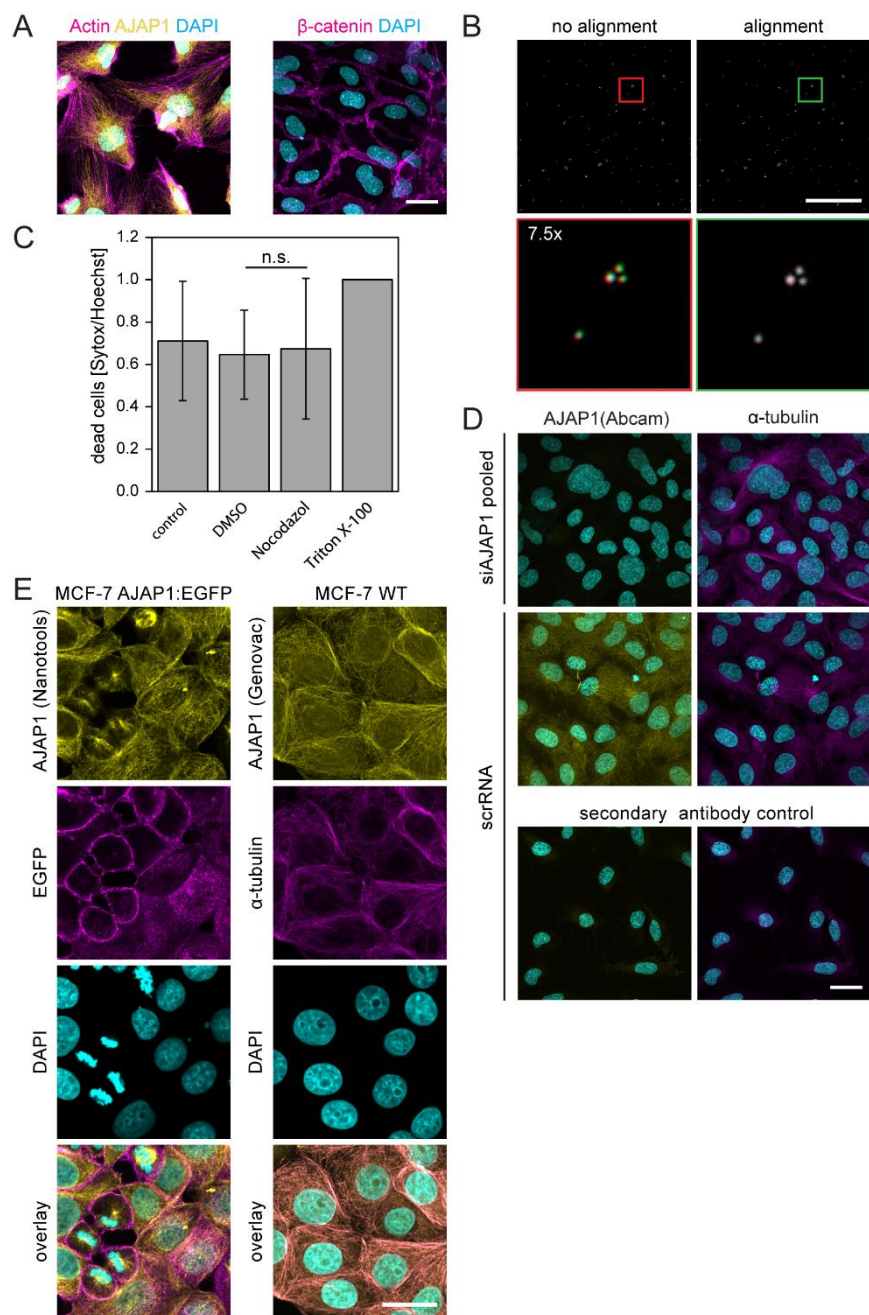 A
Actin AJAP1 DAPI
β-catenin DAPI
B
no alignment
alignment
7.5x
C
1.2
1.0
0.8
0.6
0.4
0.2
0.0
dead cells [Sytox/Hoechst]
n.s.
control
DMSO
Nocodazol
Triton X-100
D
AJAP1(Abcam)
α-tubulin
siAJAP1 pooled
scrRNA
secondary antibody control
E
MCF-7 AJAP1:EGFP
MCF-7 WT
AJAP1 (Nanotools)
AJAP1 (Genovac)
EGFP
α-tubulin
DAPI
DAPI
overlay
overlay